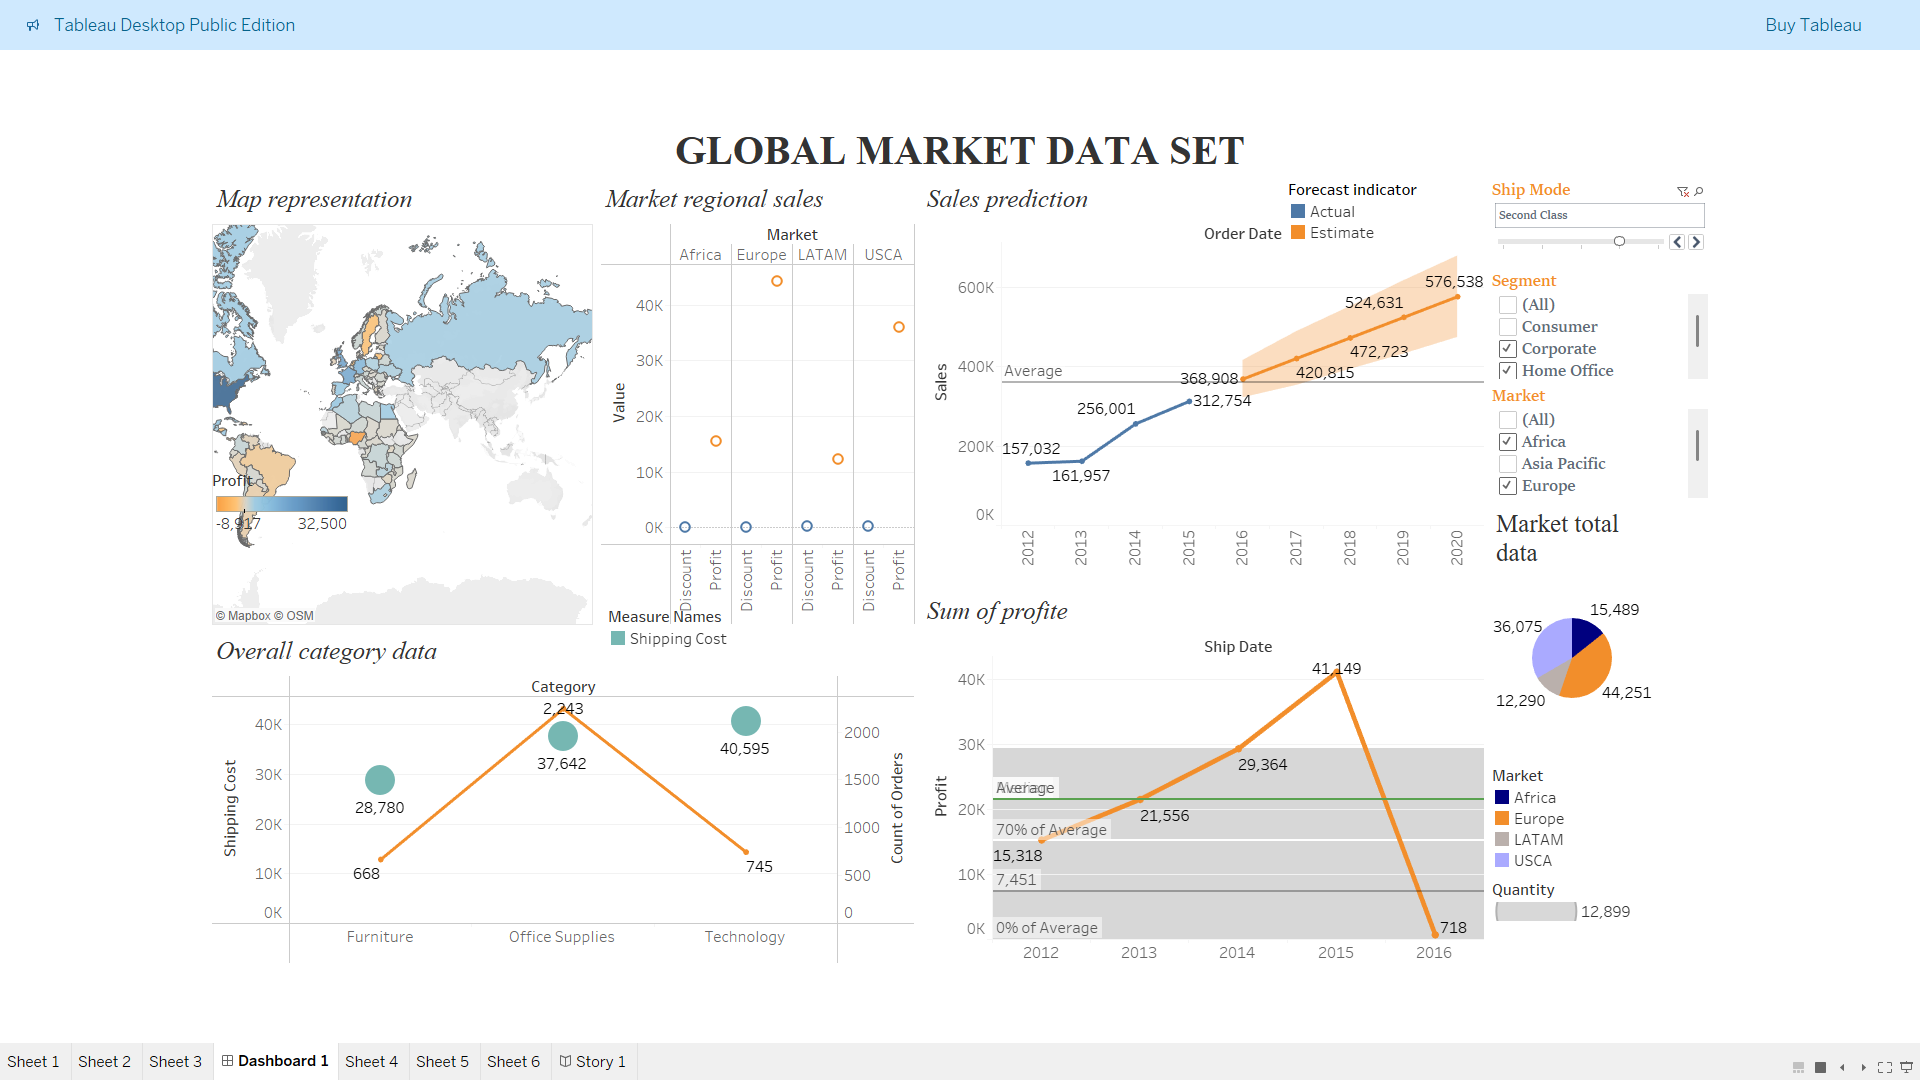 Tableau Desktop Public Edition
Buy Tableau
GLOBAL MARKET DATA SET
Map representation
Profit
-8,917 32,500
© Mapbox © OSM
Market regional sales
Market
Africa Europe LATAM USCA
Value
40K
30K
20K
10K
0K
Discount Profit Discount Profit Discount Profit Discount Profit
Measure Names
Shipping Cost
Sales prediction
Forecast indicator
Actual
Estimate
Order Date
Sales
600K
400K
200K
0K
Average
157,032
161,957
256,001
312,754
368,908
420,815
472,723
524,631
576,538
2012 2013 2014 2015 2016 2017 2018 2019 2020
Ship Mode
Second Class
Segment
(All)
Consumer
Corporate
Home Office
Market
(All)
Africa
Asia Pacific
Europe
Market total
data
15,489
36,075
12,290
44,251
Market
Africa
Europe
LATAM
USCA
Quantity
12,899
Overall category data
Category
Shipping Cost
40K
30K
20K
10K
0K
2,243
28,780
37,642
40,595
668
745
2000
1500
1000
500
0
Count of Orders
Furniture Office Supplies Technology
Sum of profite
Ship Date
Profit
40K
30K
20K
10K
0K
41,149
29,364
21,556
15,318
718
Average
70% of Average
7,451
0% of Average
2012 2013 2014 2015 2016
Sheet 1 Sheet 2 Sheet 3 Dashboard 1 Sheet 4 Sheet 5 Sheet 6 Story 1